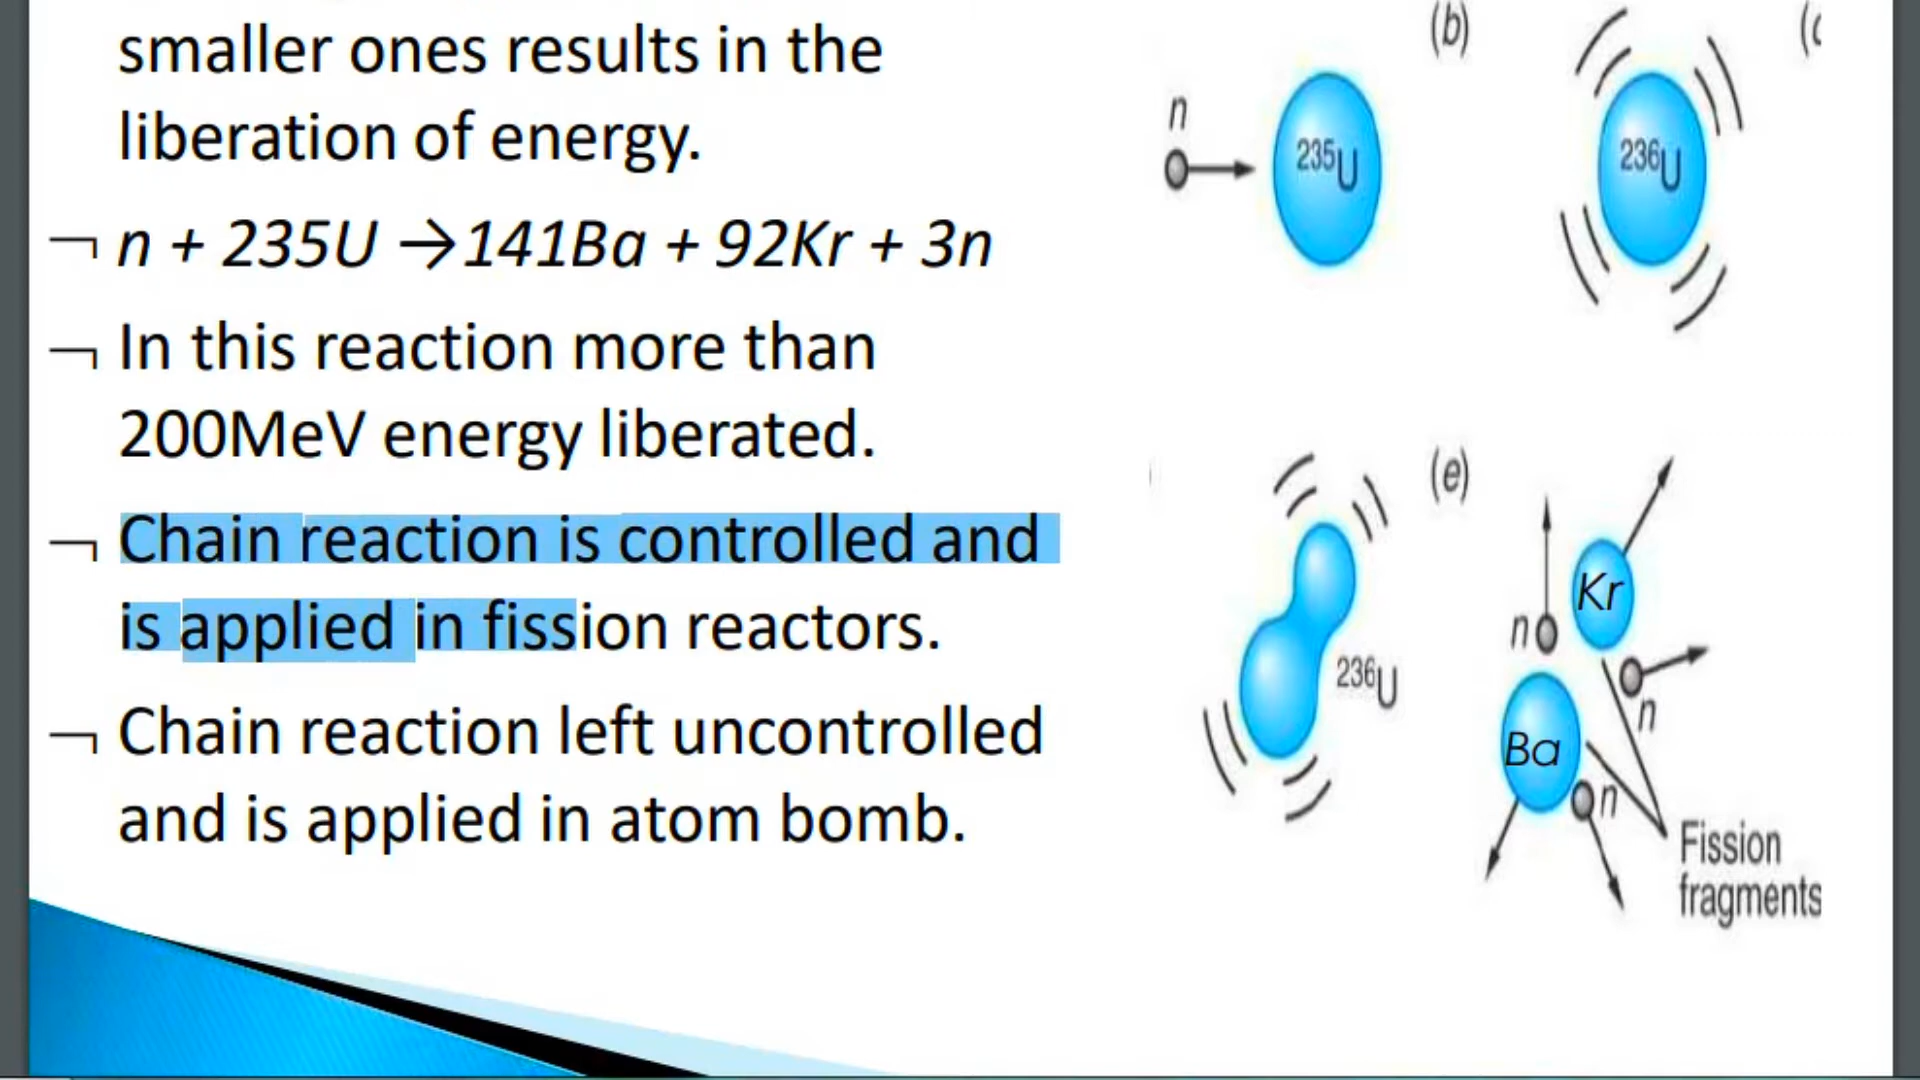 smaller ones results in the
liberation of energy.
¬ n + 235U →141Ba + 92Kr + 3n
¬ In this reaction more than
200MeV energy liberated.
¬ Chain reaction is controlled and
is applied in fission reactors.
¬ Chain reaction left uncontrolled
and is applied in atom bomb.
(b)
n
235U
236U
(e)
236U
Kr
n
n
Ba
n
Fission
fragments